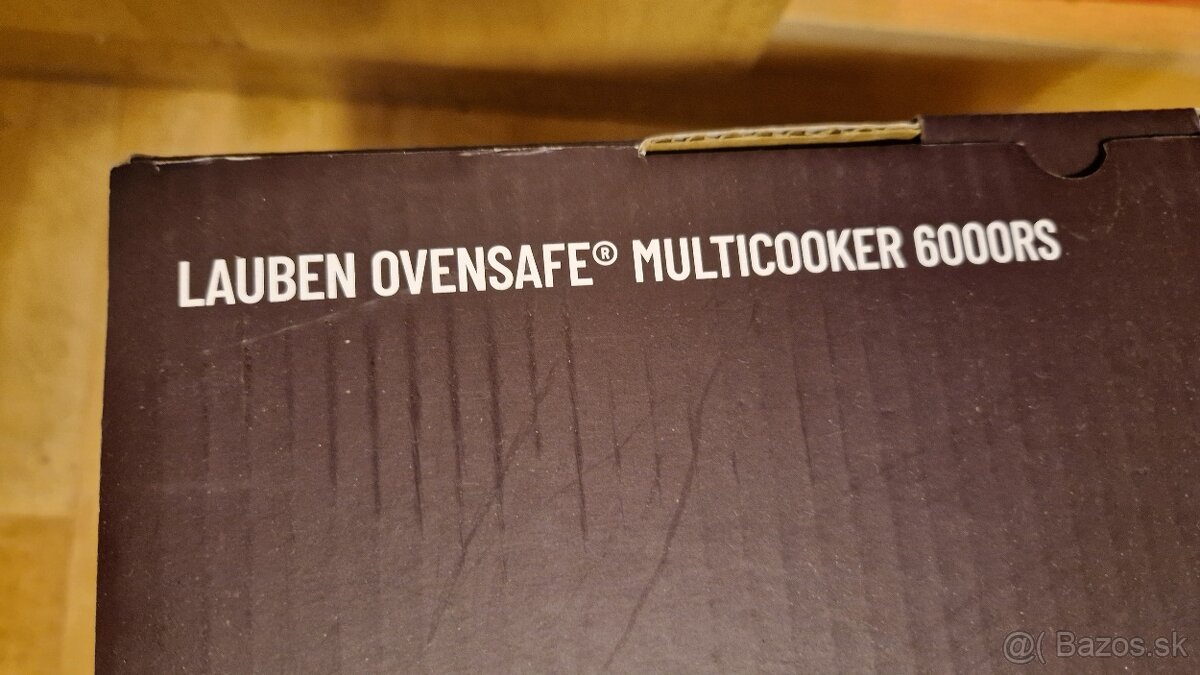 LAUBEN OVENSAFE® MULTICOOKER 6000RS
@( Bazos.sk